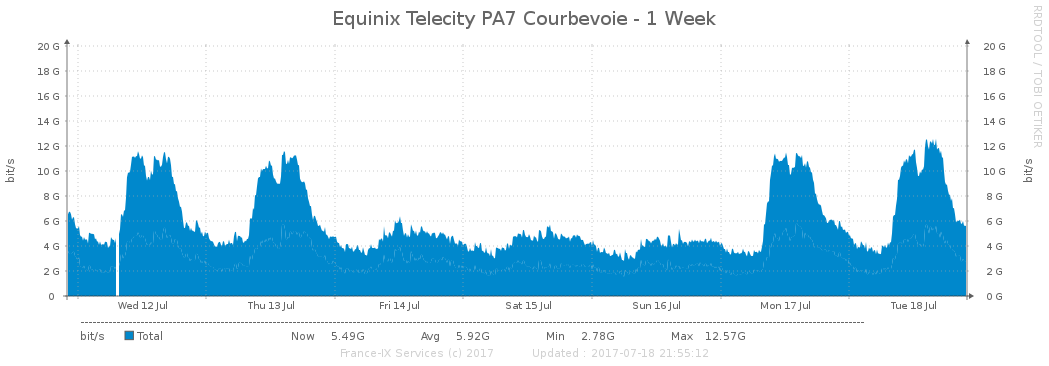 Equinix Telecity PA7 Courbevoie - 1 Week
RRDTOOL / TOBI OETIKER
bit/s
20 G
18 G
16 G
14 G
12 G
10 G
8 G
6 G
4 G
2 G
0
20 G
18 G
16 G
14 G
12 G
10 G
8 G
6 G
4 G
2 G
0 G
bit/s
Wed 12 Jul Thu 13 Jul Fri 14 Jul Sat 15 Jul Sun 16 Jul Mon 17 Jul Tue 18 Jul
bit/s Total Now 5.49G Avg 5.92G Min 2.78G Max 12.57G
France-IX Services (c) 2017 Updated : 2017-07-18 21:55:12